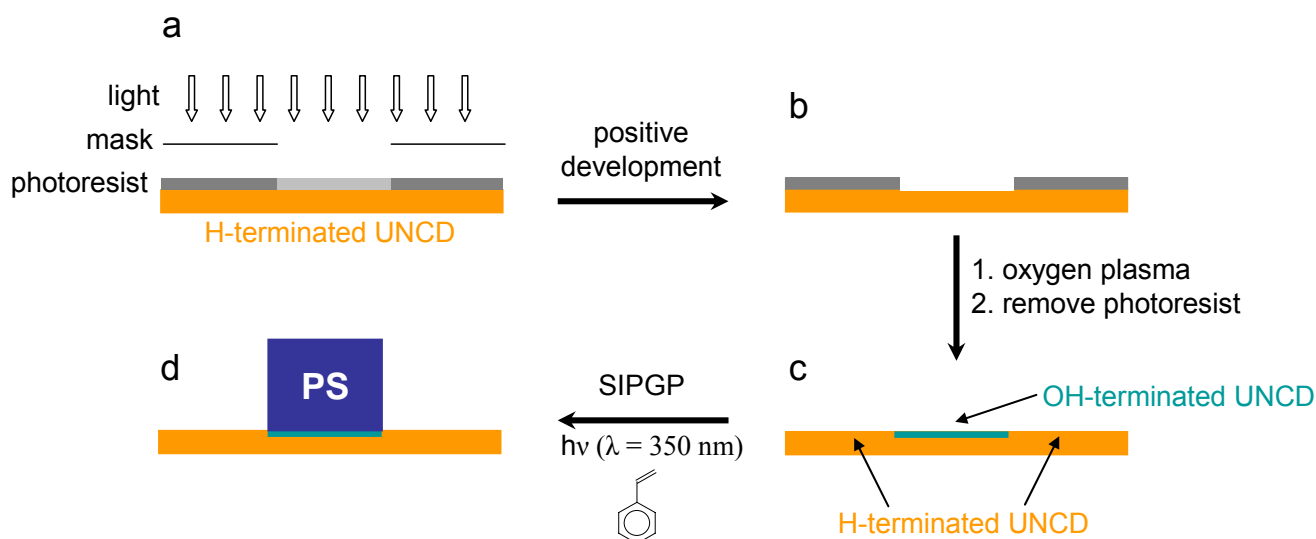 a
light
mask
photoresist
H-terminated UNCD
positive
development
b
1. oxygen plasma
2. remove photoresist
c
OH-terminated UNCD
H-terminated UNCD
SIPGP
hν (λ = 350 nm)
d
PS